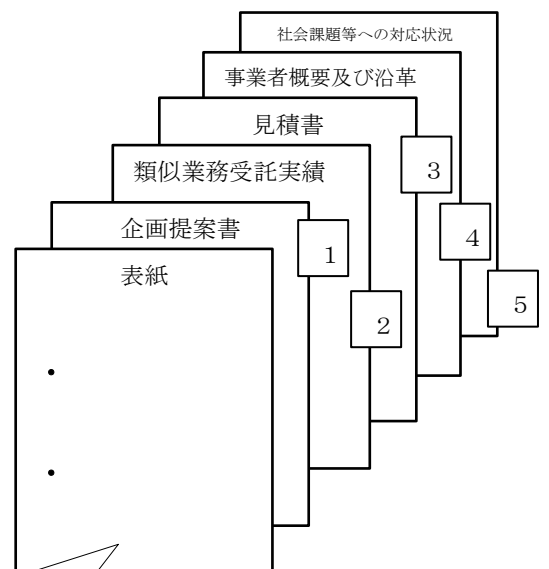 社会課題等への対応状況
事業者概要及び沿革
見積書
3
類似業務受託実績
4
企画提案書
1
表紙
5
2
•
•